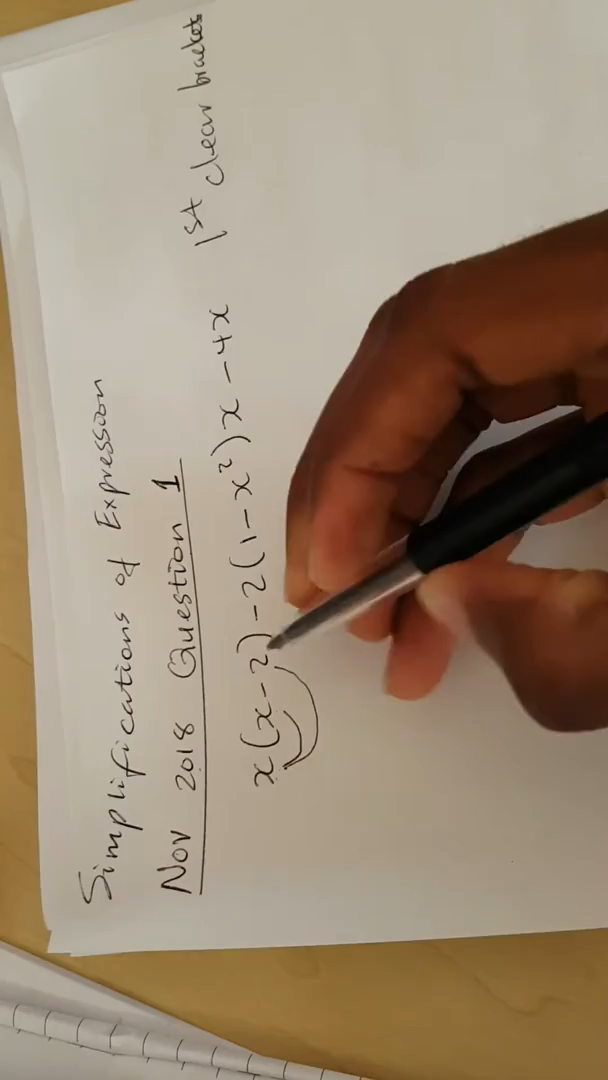 Simplifications of Expression
Nov 2018 Question 1
x(x-2)-2(1-x²)x-4x 1st clear brackets